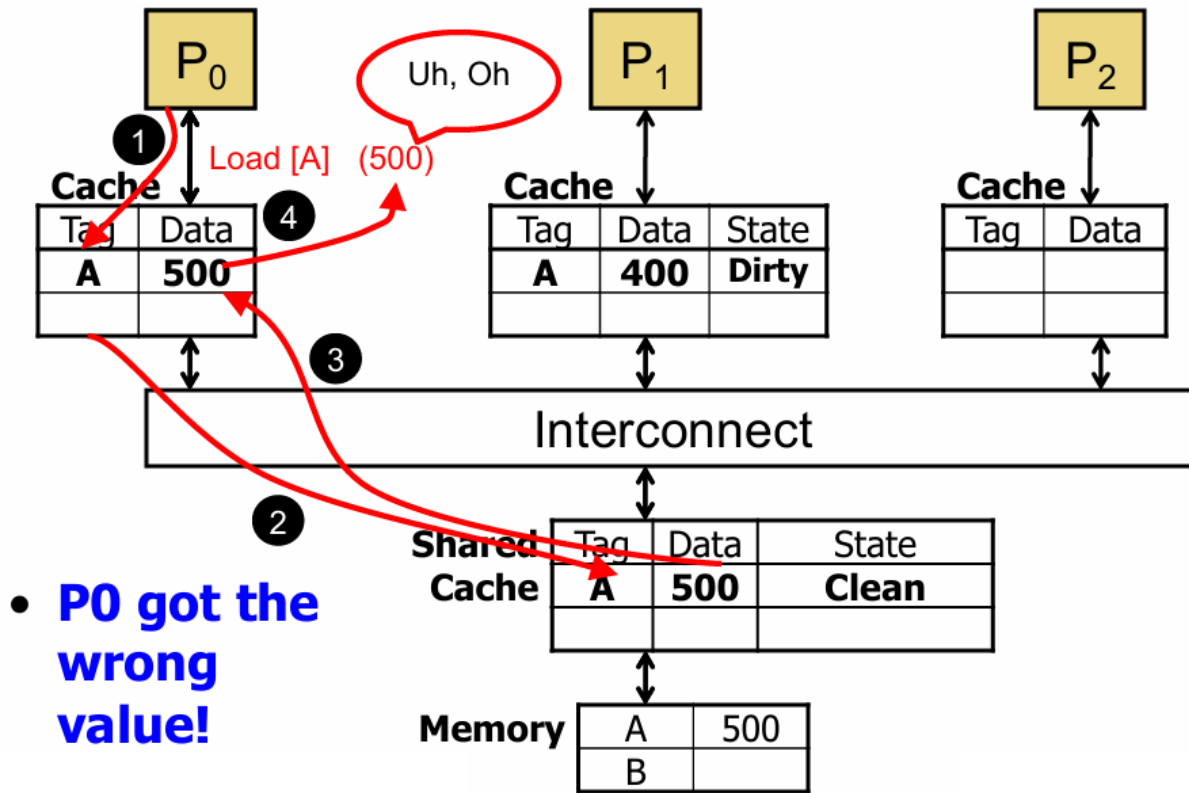 P0 P1 P2
Uh, Oh
1
Load [A] (500)
Cache Cache Cache
4
Tag Data Tag Data State Tag Data
A 500 A 400 Dirty
3
Interconnect
2
Shared Cache
Tag Data State
A 500 Clean
• P0 got the
wrong
value!
Memory
A 500
B